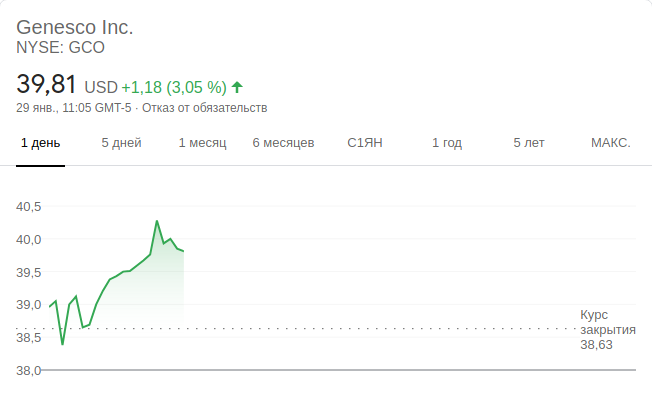 Genesco Inc.
NYSE: GCO
39,81 USD +1,18 (3,05 %)
29 янв., 11:05 GMT-5 · Отказ от обязательств
1 день 5 дней 1 месяц 6 месяцев С1ЯН 1 год 5 лет МАКС.
40,5
40,0
39,5
39,0
38,5
38,0
Курс
закрытия
38,63